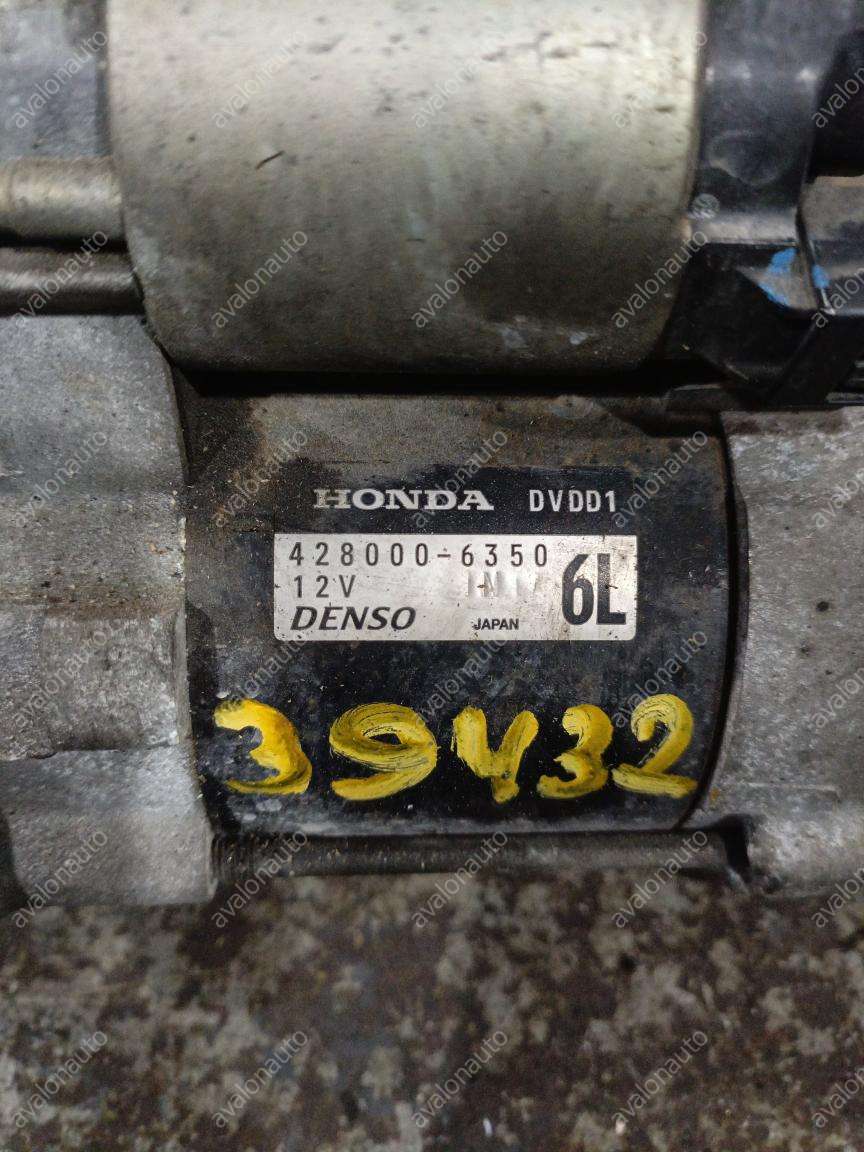 HONDA DVDD1
428000-6350
12V
6L
DENSO JAPAN
39432
avalonauto